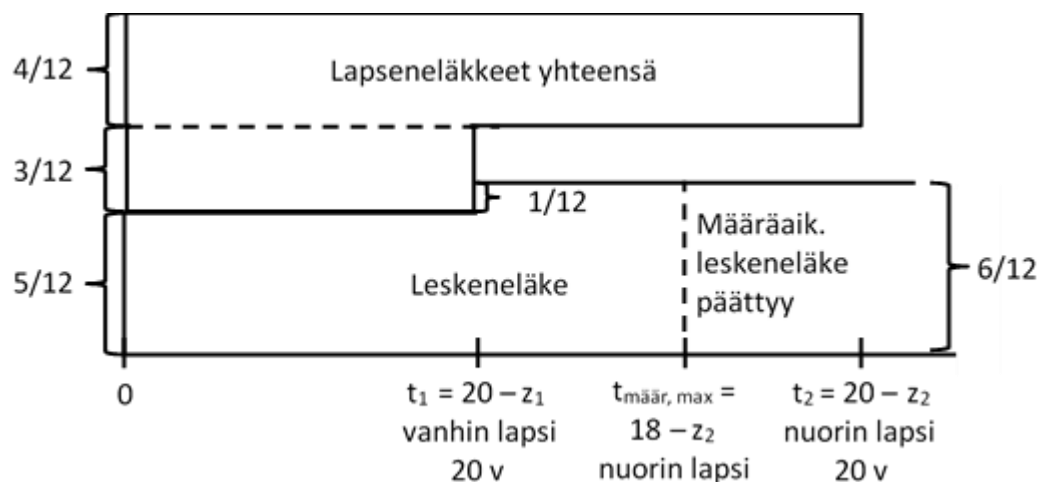 4/12
Lapseneläkkeet yhteensä
3/12
1/12
5/12
Leskeneläke
Määräaik.
leskeneläke
päättyy
6/12
0
t₁ = 20 – z₁
vanhin lapsi
20 v
tmäär, max =
18 – z₂
nuorin lapsi
t₂ = 20 – z₂
nuorin lapsi
20 v